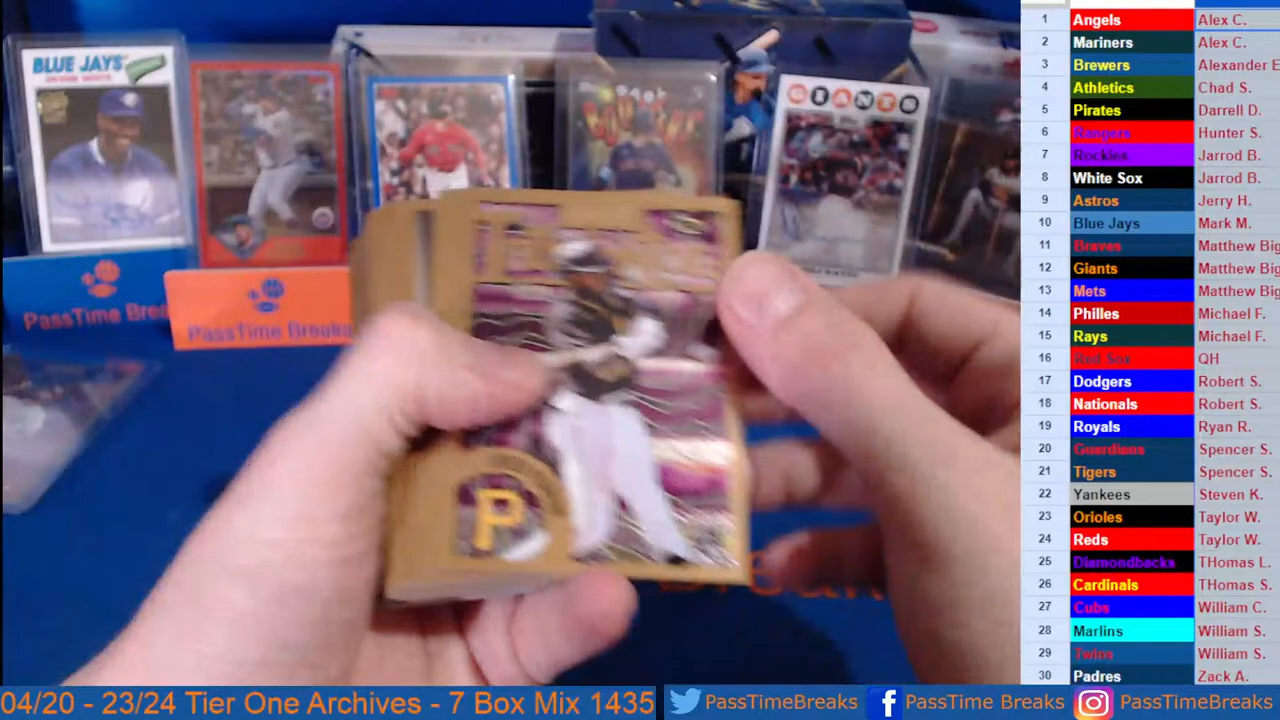 BLUE JAYS
GIANTS
PassTime Brea
PassTime Breaks
P
1 Angels Alex C.
2 Mariners Alex C.
3 Brewers Alexander E
4 Athletics Chad S.
5 Pirates Darrell D.
6 Rangers Hunter S.
7 Rockies Jarrod B.
8 White Sox Jarrod B.
9 Astros Jerry H.
10 Blue Jays Mark M.
11 Braves Matthew Big
12 Giants Matthew Big
13 Mets Matthew Big
14 Philles Michael F.
15 Rays Michael F.
16 Red Sox QH
17 Dodgers Robert S.
18 Nationals Robert S.
19 Royals Ryan R.
20 Guardians Spencer S.
21 Tigers Spencer S.
22 Yankees Steven K.
23 Orioles Taylor W.
24 Reds Taylor W.
25 Diamondbacks THomas L.
26 Cardinals THomas S.
27 Cubs William C.
28 Marlins William S.
29 Twins William S.
30 Padres Zack A.
04/20 - 23/24 Tier One Archives - 7 Box Mix 1435
PassTimeBreaks
PassTime Breaks
PassTimeBreaks